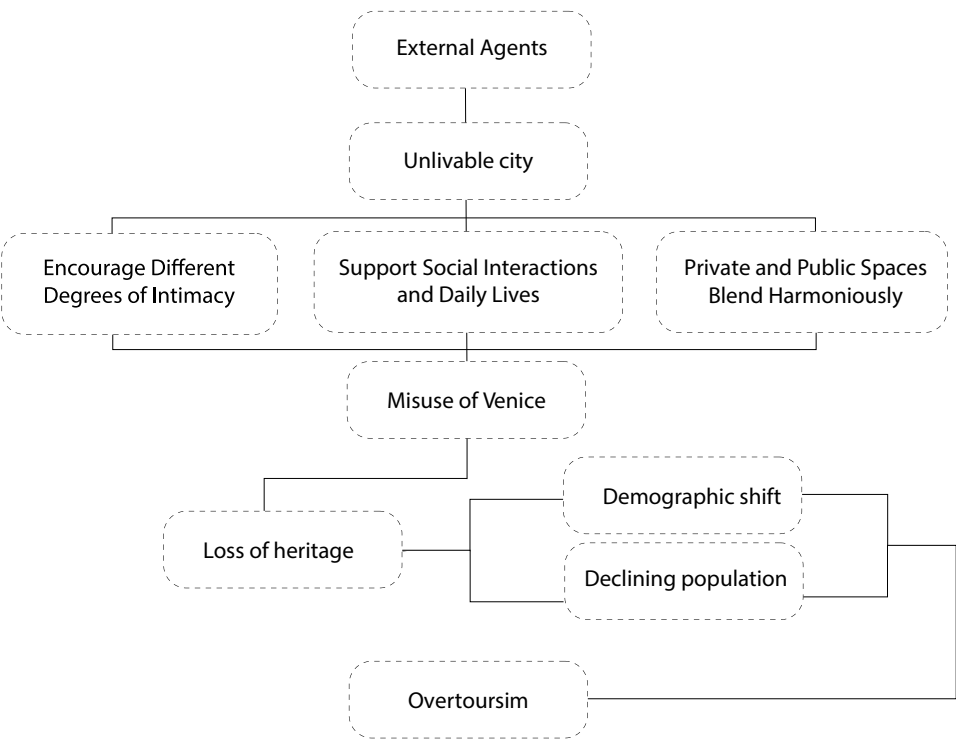 External Agents
Unlivable city
Encourage Different
Degrees of Intimacy
Support Social Interactions
and Daily Lives
Private and Public Spaces
Blend Harmoniously
Misuse of Venice
Demographic shift
Loss of heritage
Declining population
Overtoursim